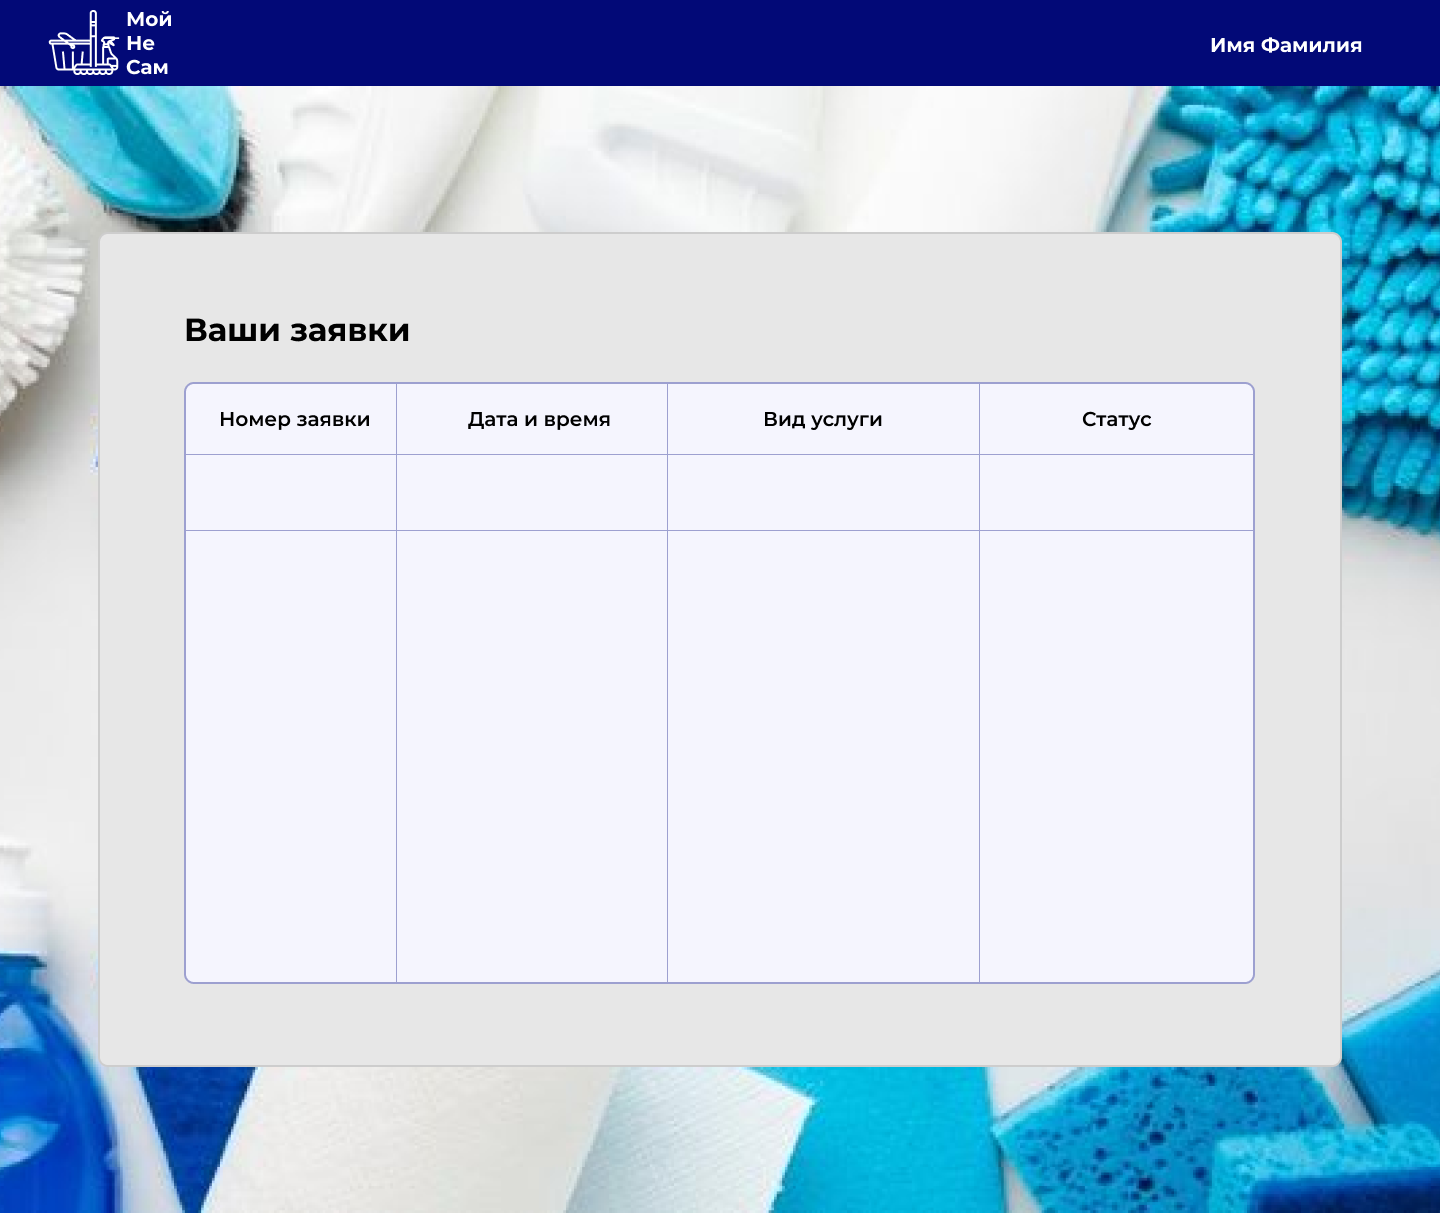 Мой
Не
Сам
Имя Фамилия
Ваши заявки
Номер заявки
Дата и время
Вид услуги
Статус